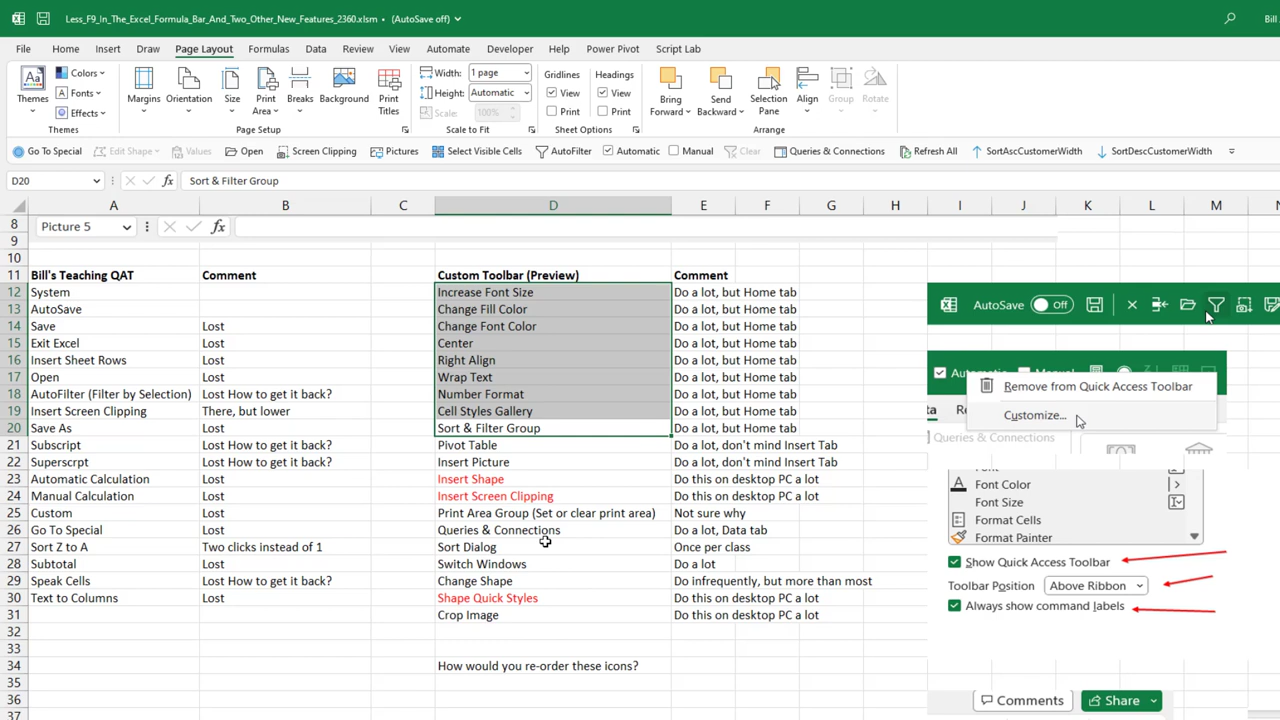 Less_F9_In_The_Excel_Formula_Bar_And_Two_Other_New_Features_2360.xlsm • (AutoSave off) Bill
File Home Insert Draw Page Layout Formulas Data Review View Automate Developer Help Power Pivot Script Lab
Themes Colors Fonts Effects Margins Orientation Size Print Area Breaks Background Print Titles Width: 1 page Height: Automatic Scale: 100% Gridlines View Print Headings View Print Bring Forward Send Backward Selection Pane Align Group Rotate
Themes Page Setup Scale to Fit Sheet Options Arrange
Go To Special Edit Shape Values Open Screen Clipping Pictures Select Visible Cells AutoFilter Automatic Manual Clear Queries & Connections Refresh All SortAscCustomerWidth SortDescCustomerWidth
D20 fx Sort & Filter Group
A B C D E F G H I J K L M N
8 Picture 5 fx
9
10
11 Bill's Teaching QAT Comment Custom Toolbar (Preview) Comment
12 System Increase Font Size Do a lot, but Home tab
13 AutoSave Change Fill Color Do a lot, but Home tab
14 Save Lost Change Font Color Do a lot, but Home tab
15 Exit Excel Lost Center Do a lot, but Home tab
16 Insert Sheet Rows Lost Right Align Do a lot, but Home tab
17 Open Lost Wrap Text Do a lot, but Home tab
18 AutoFilter (Filter by Selection) Lost How to get it back? Number Format Do a lot, but Home tab
19 Insert Screen Clipping There, but lower Cell Styles Gallery Do a lot, but Home tab
20 Save As Lost Sort & Filter Group Do a lot, but Home tab
21 Subscript Lost How to get it back? Pivot Table Do a lot, don't mind Insert Tab
22 Superscrpt Lost How to get it back? Insert Picture Do a lot, don't mind Insert Tab
23 Automatic Calculation Lost Insert Shape Do this on desktop PC a lot
24 Manual Calculation Lost Insert Screen Clipping Do this on desktop PC a lot
25 Custom Lost Print Area Group (Set or clear print area) Not sure why
26 Go To Special Lost Queries & Connections Do a lot, Data tab
27 Sort Z to A Two clicks instead of 1 Sort Dialog Once per class
28 Subtotal Lost Switch Windows Do a lot
29 Speak Cells Lost How to get it back? Change Shape Do infrequently, but more than most
30 Text to Columns Lost Shape Quick Styles Do this on desktop PC a lot
31 Crop Image Do this on desktop PC a lot
32
33
34 How would you re-order these icons?
35
36
37
AutoSave Off
Remove from Quick Access Toolbar
Customize...
Queries & Connections
Font Color
Font Size
Format Cells
Format Painter
Show Quick Access Toolbar
Toolbar Position Above Ribbon
Always show command labels
Comments Share